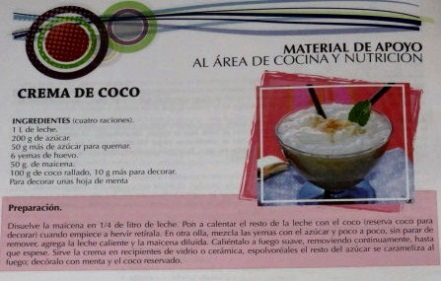 MATERIAL DE APOYO
AL ÁREA DE COCINA Y NUTRICION
CREMA DE COCO
INGREDIENTES (cuatro raciones).
1 L de leche.
200 g de azúcar.
50 g más de azúcar para quemar.
6 yemas de huevo.
50 g. de maicena.
100 g de coco rallado, 10 g más para decorar.
Para decorar una hoja de menta
Preparación.
Disuelve la maicena en 1/4 de litro de leche. Pon a calentar el resto de la leche con el coco (reserva coco para
decorar) cuando empiece a hervir retírala. En otra olla, mezcla las yemas con el azúcar y poco a poco, sin parar de
remover, agrega la leche caliente y la maicena diluida. Caliéntalo a fuego suave, removiendo continuamente, hasta
que espese. Sirve la crema en recipientes de vidrio o cerámica, espolvoréales el resto del azúcar se carameliza al
fuego; decóralo con menta y el coco reservado.